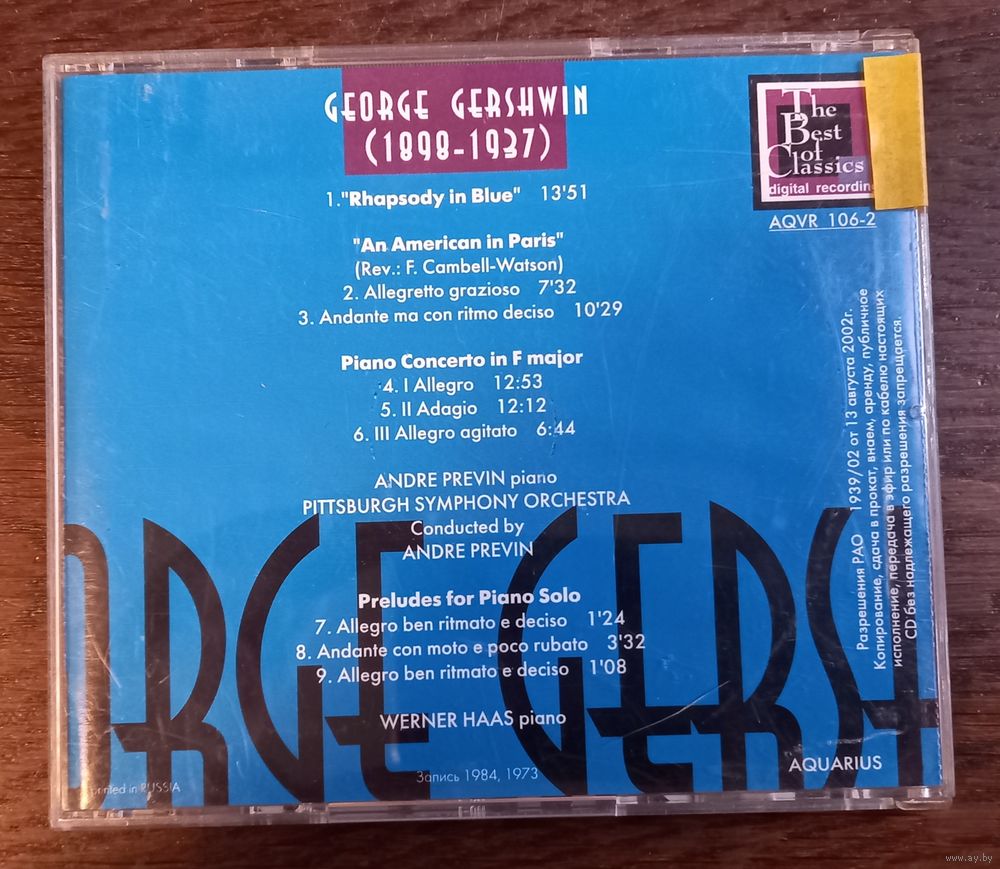 GEORGE GERSHWIN
(1898-1937)
1."Rhapsody in Blue" 13'51
"An American in Paris"
(Rev.: F. Cambell-Watson)
2. Allegretto grazioso 7'32
3. Andante ma con ritmo deciso 10'29
Piano Concerto in F major
4. I Allegro 12:53
5. II Adagio 12:12
6. III Allegro agitato 6:44
ANDRE PREVIN piano
PITTSBURGH SYMPHONY ORCHESTRA
Conducted by
ANDRE PREVIN
Preludes for Piano Solo
7. Allegro ben ritmato e deciso 1'24
8. Andante con moto e poco rubato 3'32
9. Allegro ben ritmato e deciso 1'08
WERNER HAAS piano
Запись 1984, 1973
printed in RUSSIA
The
Best
of
Classics
digital recordin
AQVR 106-2
Разрешения РАО 1939/02 от 13 августа 2002г.
Копирование, сдача в прокат, внаем, аренду, публичное
исполнение, передача в эфир или по кабелю настоящих
CD без надлежащего разрешения запрещается.
AQUARIUS
ORGE GERSH
www.ay.by